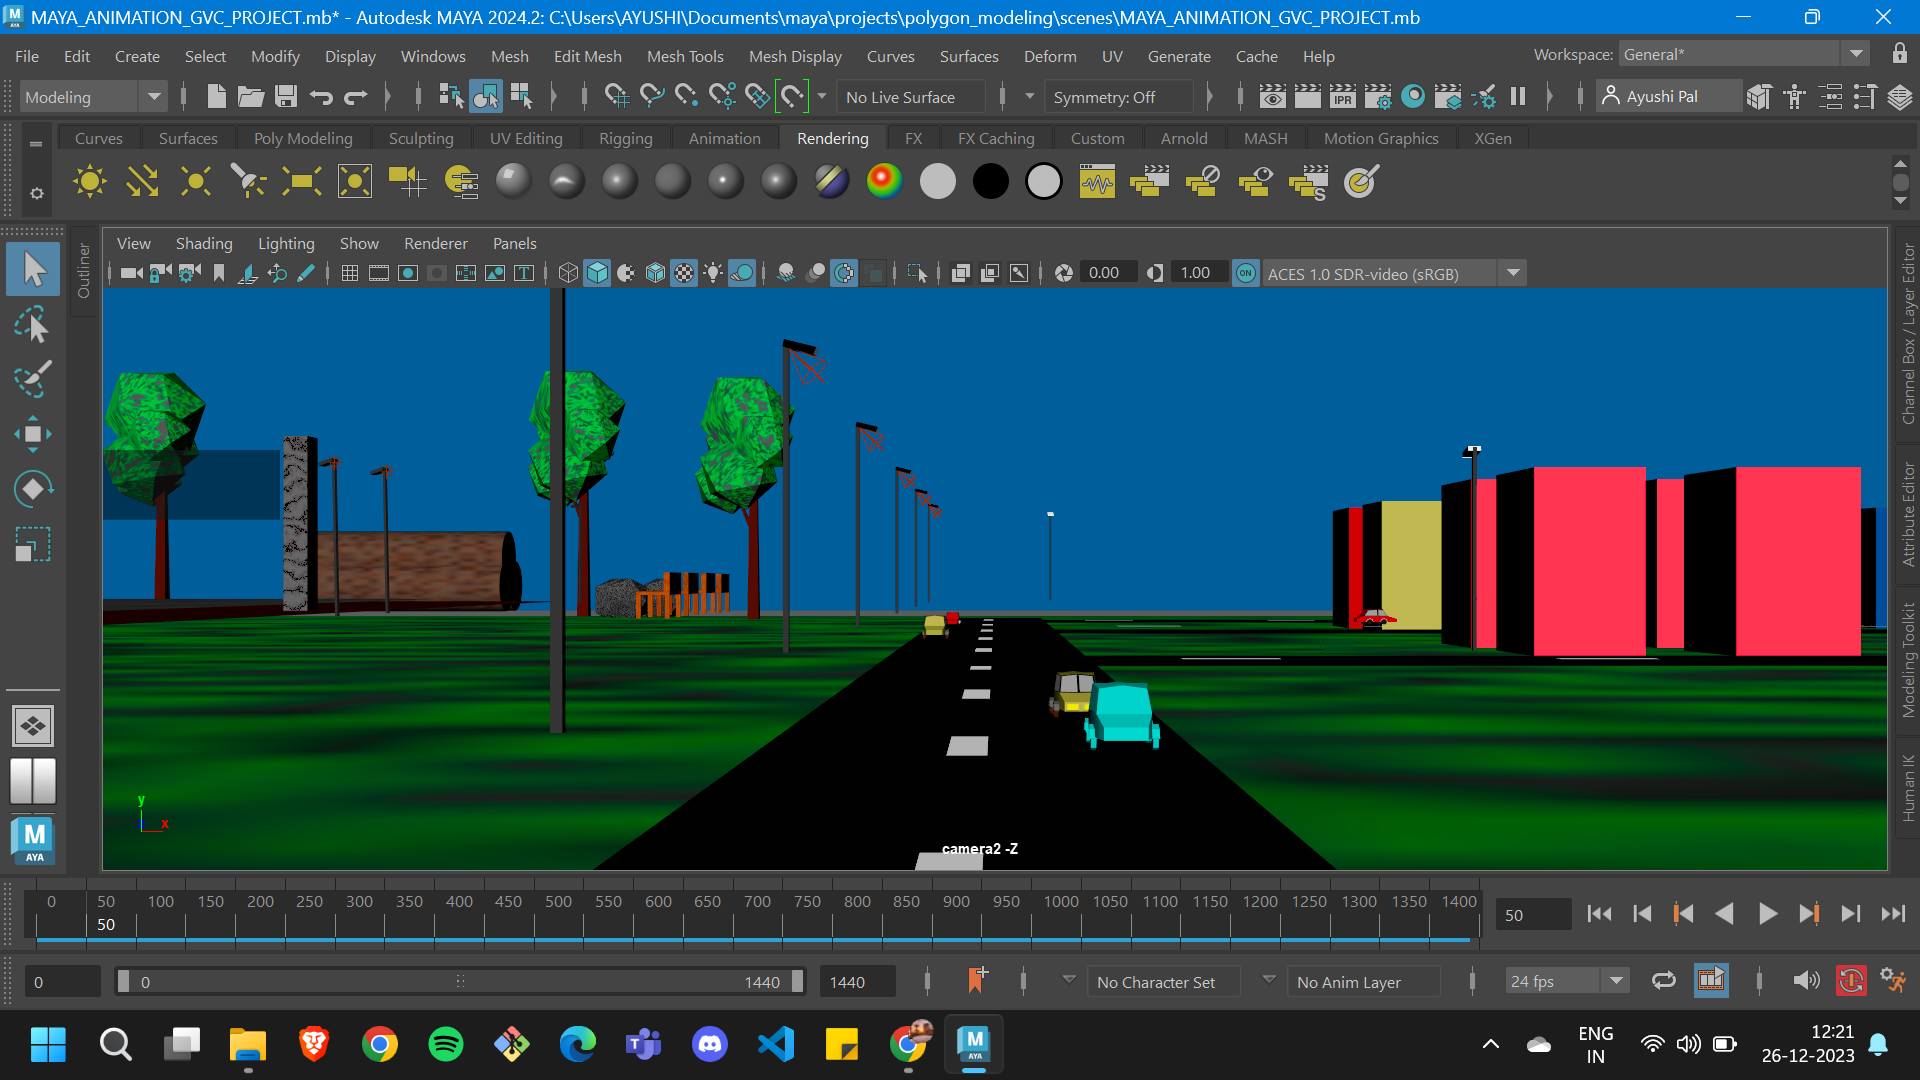 MAYA_ANIMATION_GVC_PROJECT.mb* - Autodesk MAYA 2024.2: C:\Users\AYUSHI\Documents\maya\projects\polygon_modeling\scenes\MAYA_ANIMATION_GVC_PROJECT.mb
File Edit Create Select Modify Display Windows Mesh Edit Mesh Mesh Tools Mesh Display Curves Surfaces Deform UV Generate Cache Help Workspace: General*
Modeling No Live Surface Symmetry: Off IPR Ayushi Pal
Curves Surfaces Poly Modeling Sculpting UV Editing Rigging Animation Rendering FX FX Caching Custom Arnold MASH Motion Graphics XGen
S
View Shading Lighting Show Renderer Panels
T 0.00 1.00 ON ACES 1.0 SDR-video (sRGB)
Outliner
Channel Box / Layer Editor
Attribute Editor
Modeling Toolkit
Human IK
y
z x
camera2 -Z
M
AYA
0 50 100 150 200 250 300 350 400 450 500 550 600 650 700 750 800 850 900 950 1000 1050 1100 1150 1200 1250 1300 1350 1400
50
50
0 0 1440 1440 No Character Set No Anim Layer 24 fps
M
AYA
ENG
IN
12:21
26-12-2023